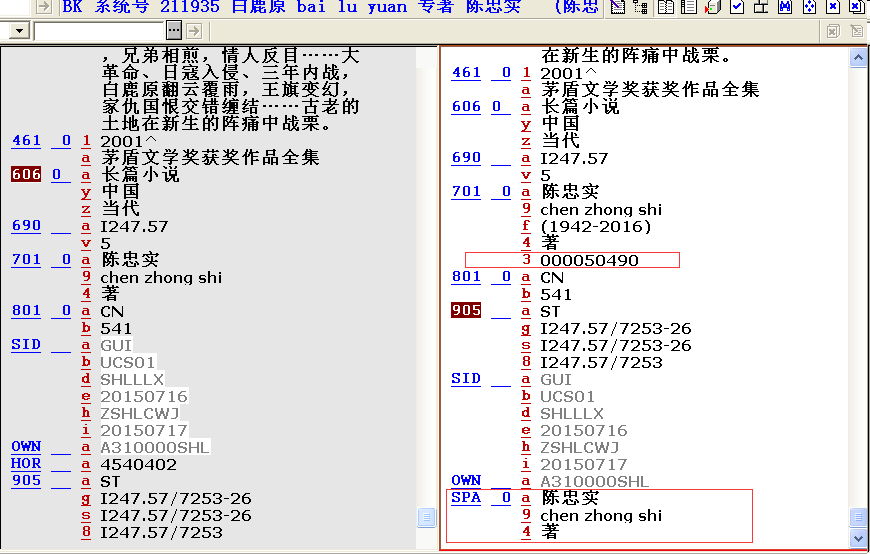 BK 系统号 211935 白鹿原 bai lu yuan 专著 陈忠实 (陈忠
，兄弟相煎，情人反目……大
革命、日寇入侵、三年内战，
白鹿原翻云覆雨，王旗变幻，
家仇国恨交错缠结……古老的
土地在新生的阵痛中战栗。
461 0 1 2001^
a 茅盾文学奖获奖作品全集
606 0 a 长篇小说
y 中国
z 当代
690 a I247.57
v 5
701 0 a 陈忠实
9 chen zhong shi
4 著
801 0 a CN
b 541
SID a GUI
b UCS01
d SHLLLX
e 20150716
h ZSHLCWJ
i 20150717
OWN a A310000SHL
HOR a 4540402
905 a ST
g I247.57/7253-26
s I247.57/7253-26
8 I247.57/7253
在新生的阵痛中战栗。
461 0 1 2001^
a 茅盾文学奖获奖作品全集
606 0 a 长篇小说
y 中国
z 当代
690 a I247.57
v 5
701 0 a 陈忠实
9 chen zhong shi
f (1942-2016)
4 著
3 000050490
801 0 a CN
b 541
905 a ST
g I247.57/7253-26
s I247.57/7253-26
8 I247.57/7253
SID a GUI
b UCS01
d SHLLLX
e 20150716
h ZSHLCWJ
i 20150717
OWN a A310000SHL
SPA 0 a 陈忠实
9 chen zhong shi
4 著